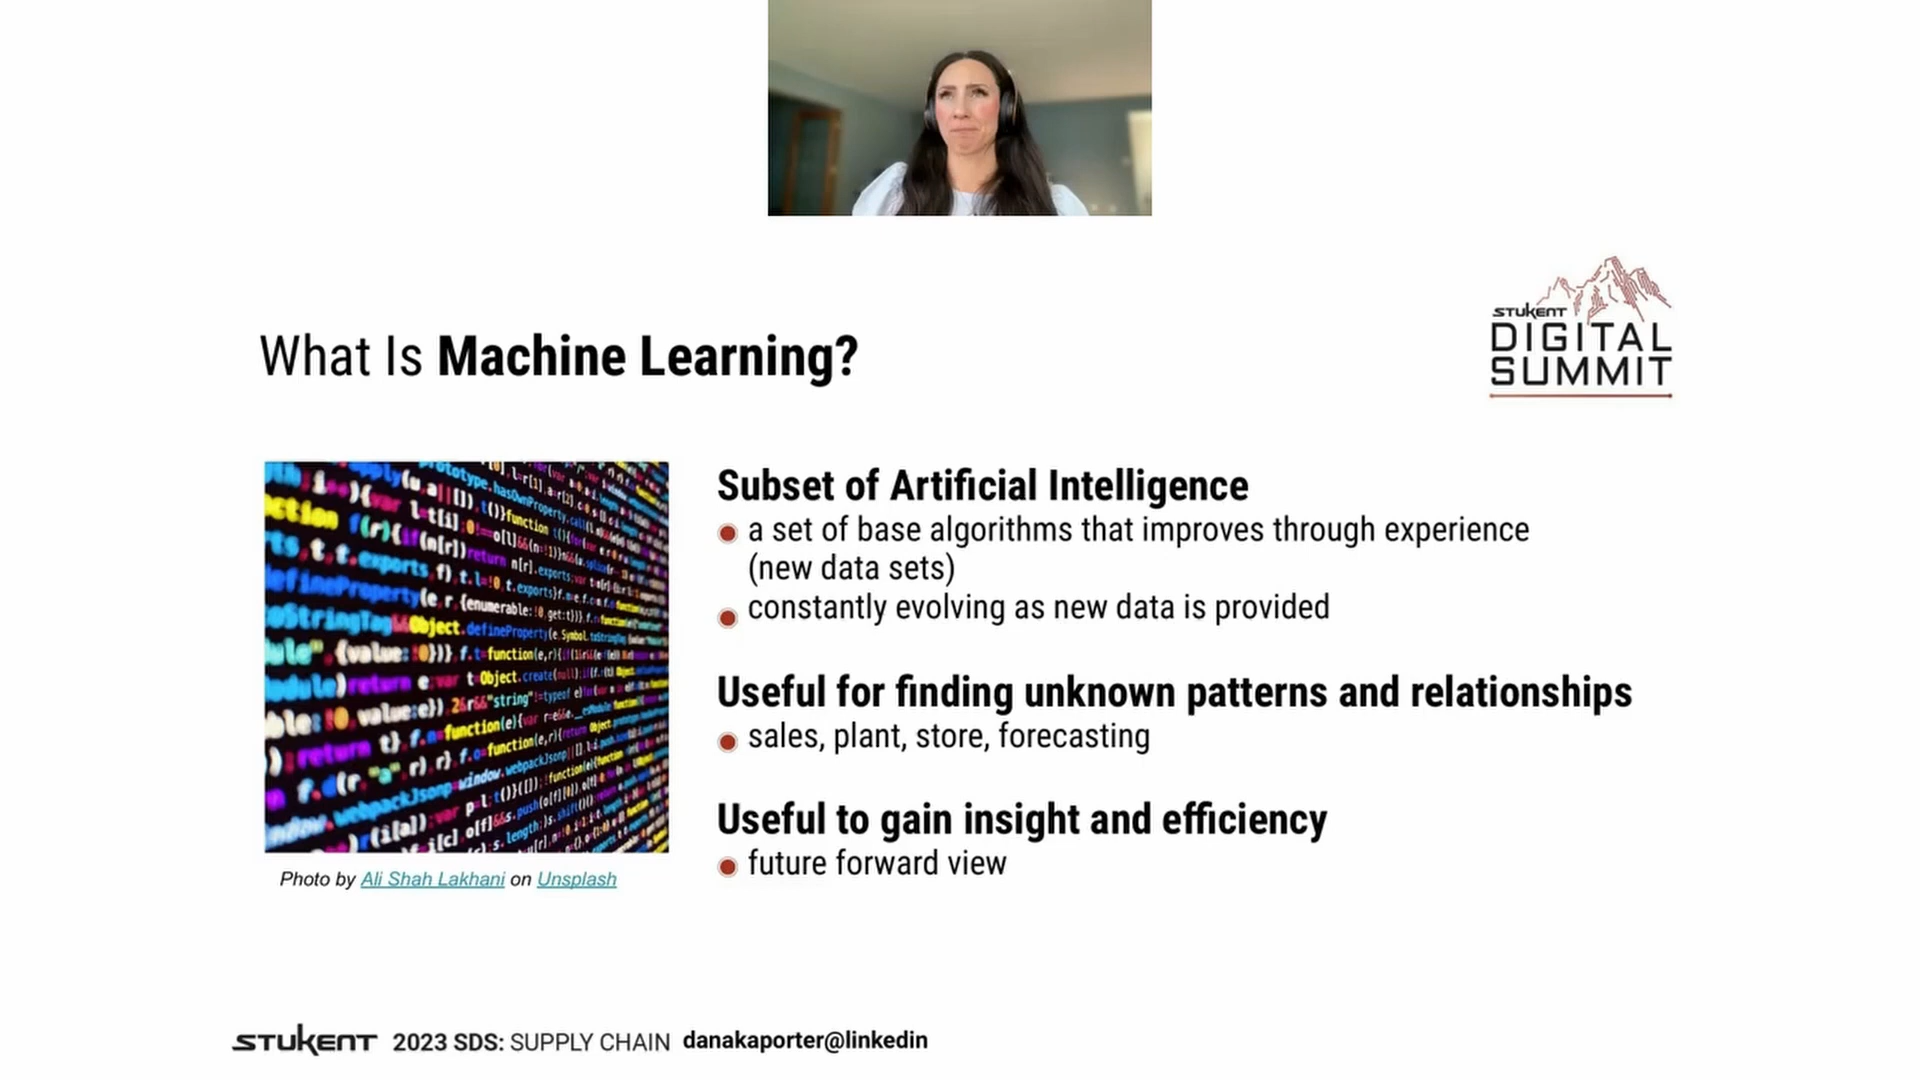 STUKENT
DIGITAL
SUMMIT
What Is Machine Learning?
Subset of Artificial Intelligence
a set of base algorithms that improves through experience
(new data sets)
constantly evolving as new data is provided
Useful for finding unknown patterns and relationships
sales, plant, store, forecasting
Useful to gain insight and efficiency
future forward view
Photo by Ali Shah Lakhani on Unsplash
STUKENT 2023 SDS: SUPPLY CHAIN danakaporter@linkedin